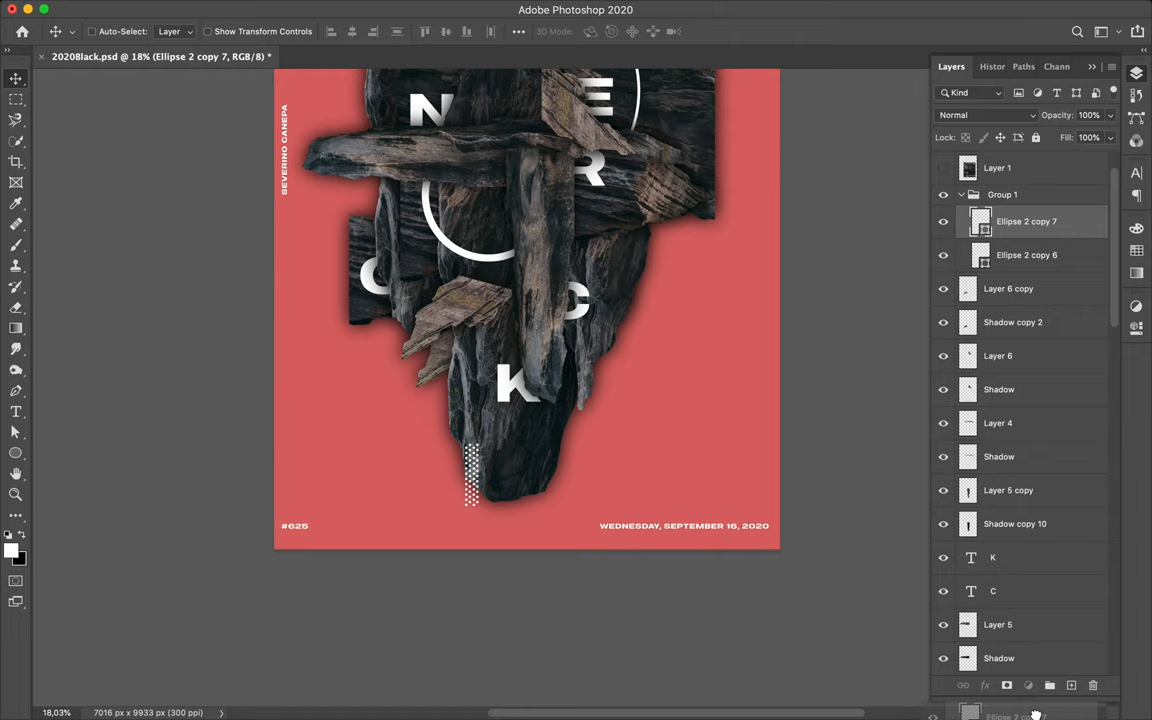 Adobe Photoshop 2020
Auto-Select:
Layer
Show Transform Controls
3D Mode:
2020Black.psd @ 18% (Ellipse 2 copy 7, RGB/8) *
Layers
Histor
Paths
Chann
Kind
Normal
Opacity:
100%
Lock:
Fill:
100%
Layer 1
Group 1
Ellipse 2 copy 7
Ellipse 2 copy 6
Layer 6 copy
Shadow copy 2
Layer 6
Shadow
Layer 4
Shadow
Layer 5 copy
Shadow copy 10
K
C
Layer 5
Shadow
SEVERINO CANEPA
N
E
R
C
K
#625
WEDNESDAY, SEPTEMBER 16, 2020
18,03%
7016 px x 9933 px (300 ppi)